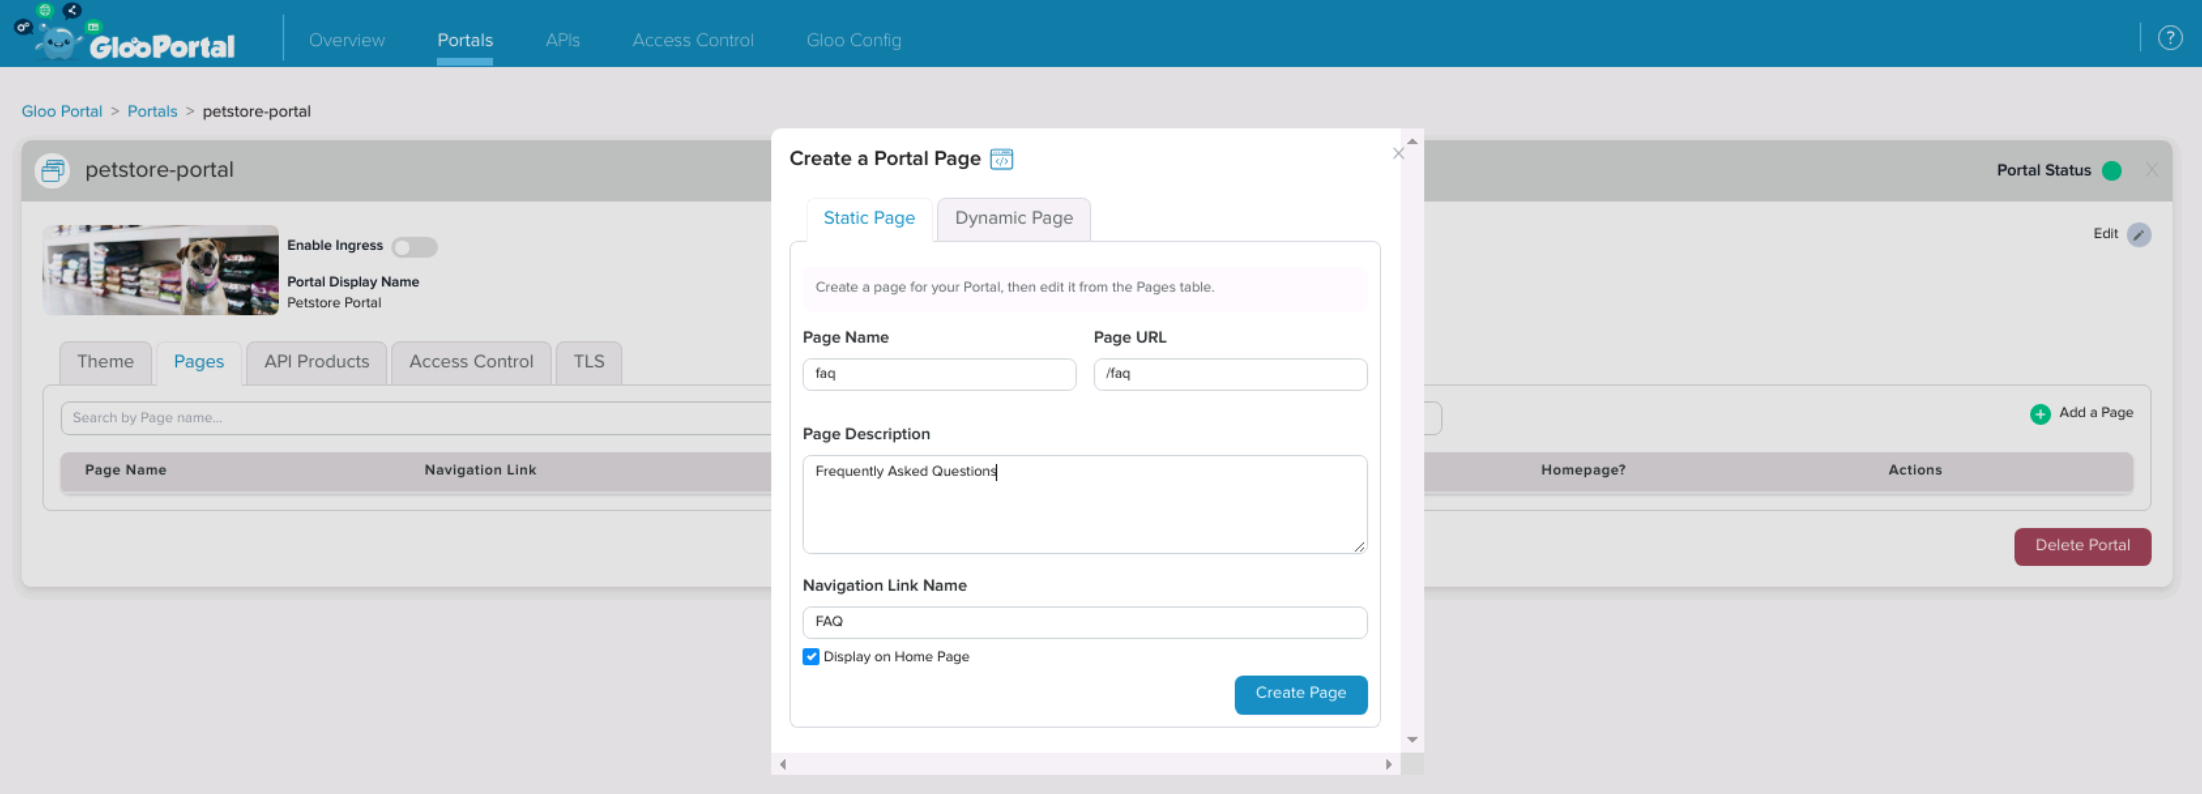 GlooPortal
Overview
Portals
APIs
Access Control
Gloo Config
?
Gloo Portal > Portals > petstore-portal
petstore-portal
Portal Status
Enable Ingress
Edit
Portal Display Name
Petstore Portal
Theme
Pages
API Products
Access Control
TLS
Search by Page name...
Add a Page
Page Name
Navigation Link
Homepage?
Actions
Delete Portal
Create a Portal Page
Static Page
Dynamic Page
Create a page for your Portal, then edit it from the Pages table.
Page Name
Page URL
faq
/faq
Page Description
Frequently Asked Questions
Navigation Link Name
FAQ
Display on Home Page
Create Page